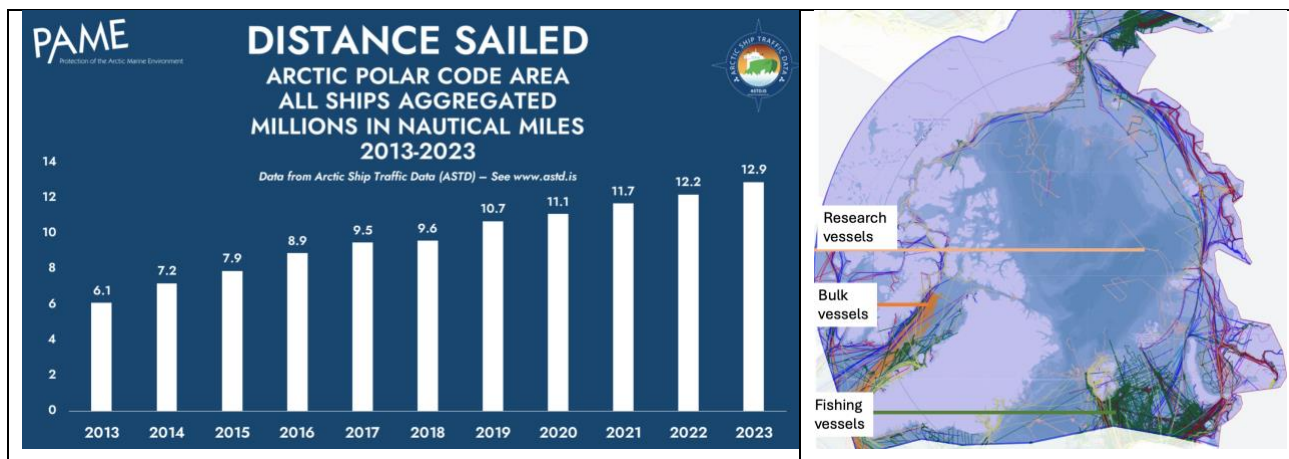 PAME
Protection of the Arctic Marine Environment
DISTANCE SAILED
ARCTIC POLAR CODE AREA
ALL SHIPS AGGREGATED
MILLIONS IN NAUTICAL MILES
2013-2023
Data from Arctic Ship Traffic Data (ASTD) – See www.astd.is
ARCTIC SHIP TRAFFIC DATA
14
12
10
8
6
4
2
0
6.1
7.2
7.9
8.9
9.5
9.6
10.7
11.1
11.7
12.2
12.9
2013 2014 2015 2016 2017 2018 2019 2020 2021 2022 2023
Research
vessels
Bulk
vessels
Fishing
vessels